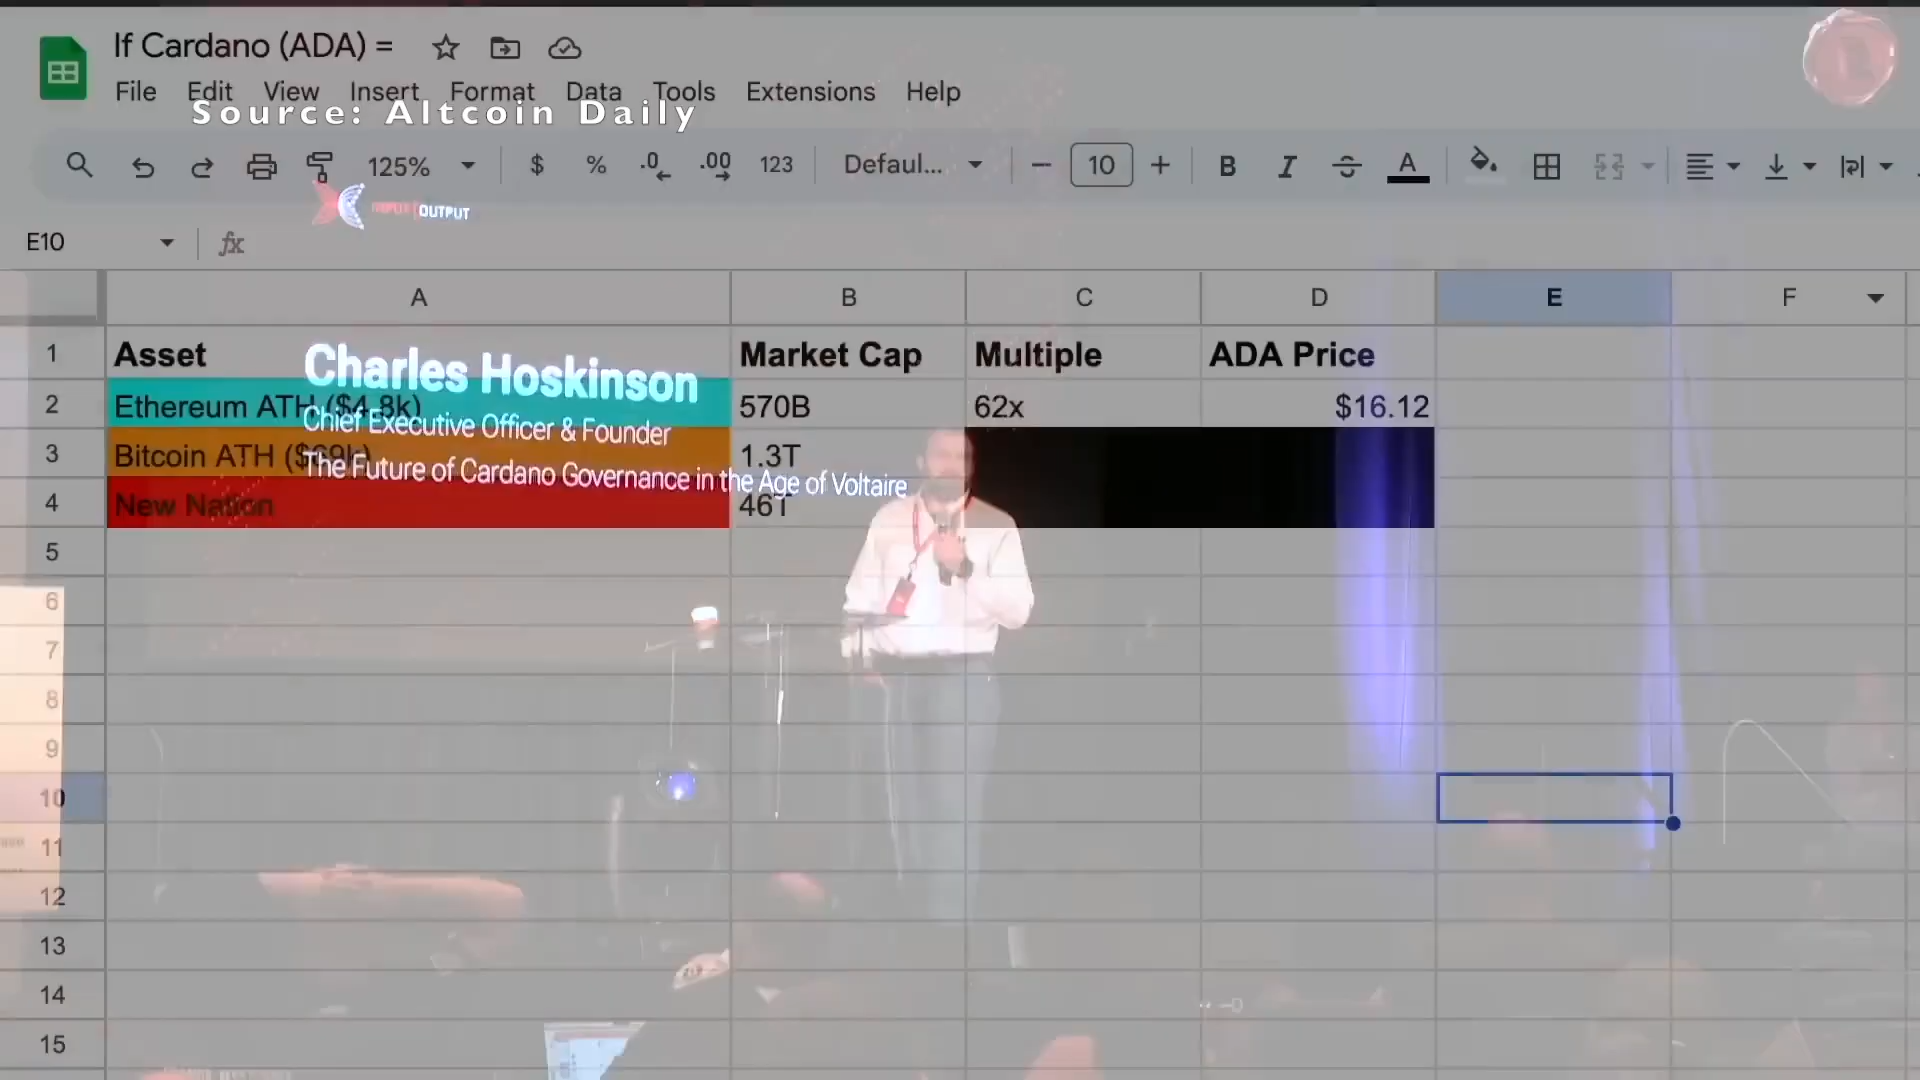 If Cardano (ADA) =
File Edit View Insert Format Data Tools Extensions Help
Source: Altcoin Daily
125% $ % .0 .00 123 Defaul... 10 B I A
OUTPUT
E10 fx
A B C D E F
1 Asset Market Cap Multiple ADA Price
Charles Hoskinson
2 Ethereum ATH ($4.8k) 570B 62x $16.12
Chief Executive Officer & Founder
3 Bitcoin ATH ($69k) 1.3T
The Future of Cardano Governance in the Age of Voltaire
4 New Nation 46T
5
6
7
8
9
10
11
12
13
14
15